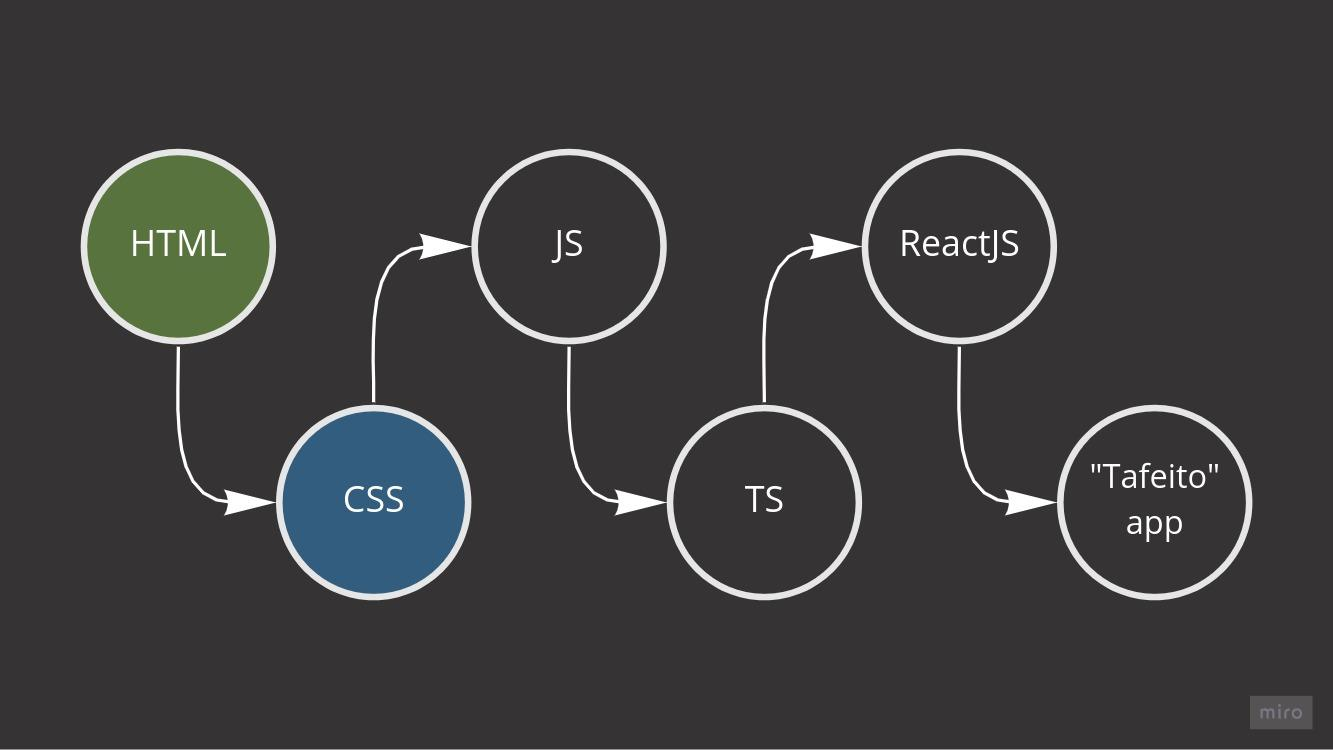 HTML
CSS
JS
TS
ReactJS
"Tafeito"
app
miro